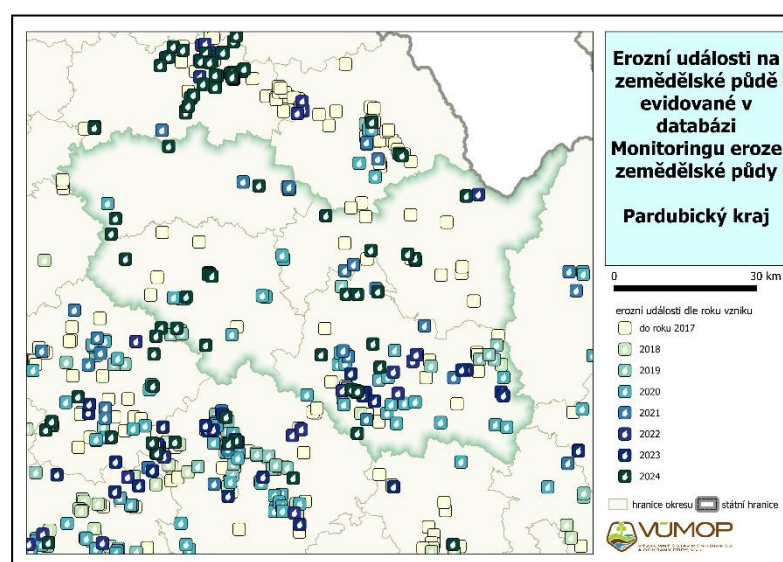 Erozní události na
zemědělské půdě
evidované v
databázi
Monitoringu eroze
zemědělské půdy
Pardubický kraj
0 30 km
erozní události dle roku vzniku
do roku 2017
2018
2019
2020
2021
2022
2023
2024
hranice okresu státní hranice
VÚMOP